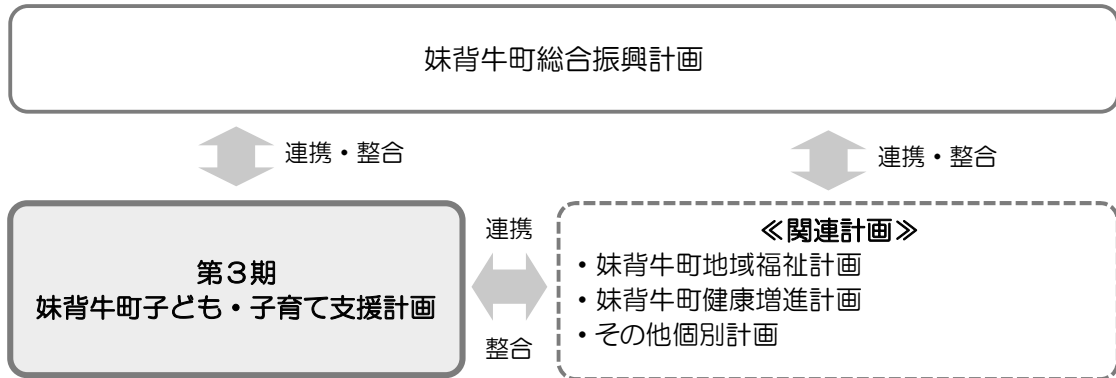 妹背牛町総合振興計画
連携・整合
連携・整合
第3期
妹背牛町子ども・子育て支援計画
連携
整合
≪関連計画≫
・妹背牛町地域福祉計画
・妹背牛町健康増進計画
・その他個別計画